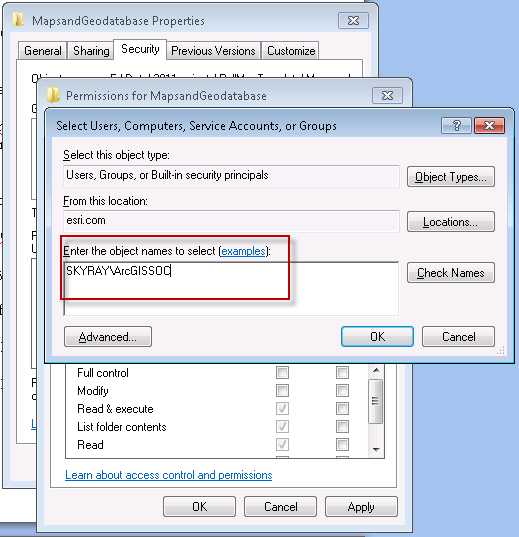 MapsandGeodatabase Properties
General Sharing Security Previous Versions Customize
Permissions for MapsandGeodatabase
Select Users, Computers, Service Accounts, or Groups
Select this object type:
Users, Groups, or Built-in security principals
Object Types...
From this location:
esri.com
Locations...
Enter the object names to select (examples):
SKYRAY\ArcGISSOC
Check Names
Advanced...
OK Cancel
Full control
Modify
Read & execute
List folder contents
Read
Learn about access control and permissions
OK Cancel Apply